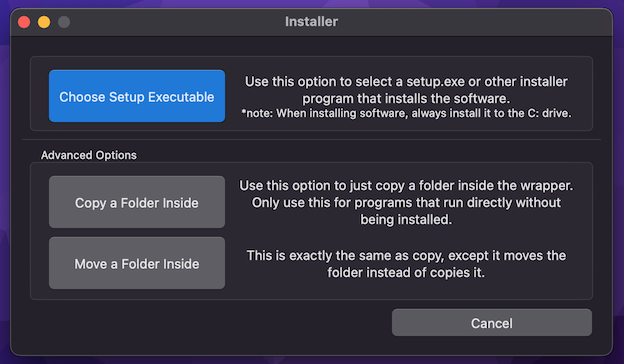 Installer
Choose Setup Executable
Use this option to select a setup.exe or other installer
program that installs the software.
*note: When installing software, always install it to the C: drive.
Advanced Options
Copy a Folder Inside
Use this option to just copy a folder inside the wrapper.
Only use this for programs that run directly without
being installed.
Move a Folder Inside
This is exactly the same as copy, except it moves the
folder instead of copies it.
Cancel